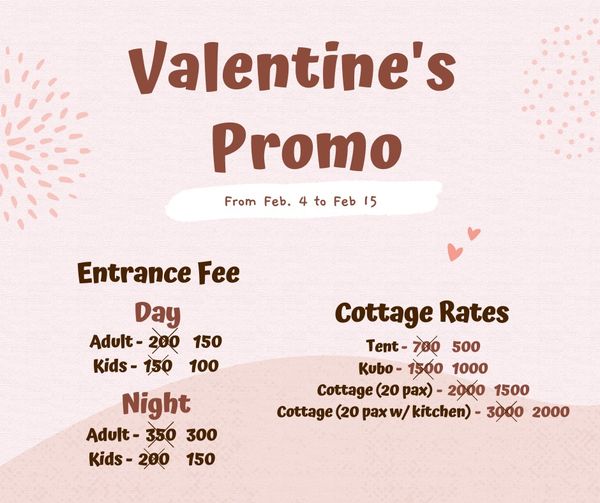 Valentine's
Promo
From Feb. 4 to Feb 15
Entrance Fee
Day
Adult - 200 150
Kids - 150 100
Night
Adult - 350 300
Kids - 200 150
Cottage Rates
Tent - 700 500
Kubo - 1500 1000
Cottage (20 pax) - 2000 1500
Cottage (20 pax w/ kitchen) - 3000 2000